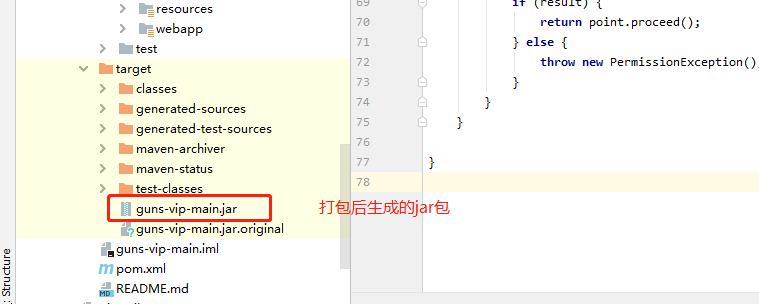 resources
webapp
test
target
classes
generated-sources
generated-test-sources
maven-archiver
maven-status
test-classes
guns-vip-main.jar
guns-vip-main.jar.original
guns-vip-main.iml
pom.xml
README.md
Structure
打包后生成的jar包
69 if (result) {
70 return point.proceed();
71 } else {
72 throw new PermissionException()
73 }
74 }
75 }
76
77 }
78